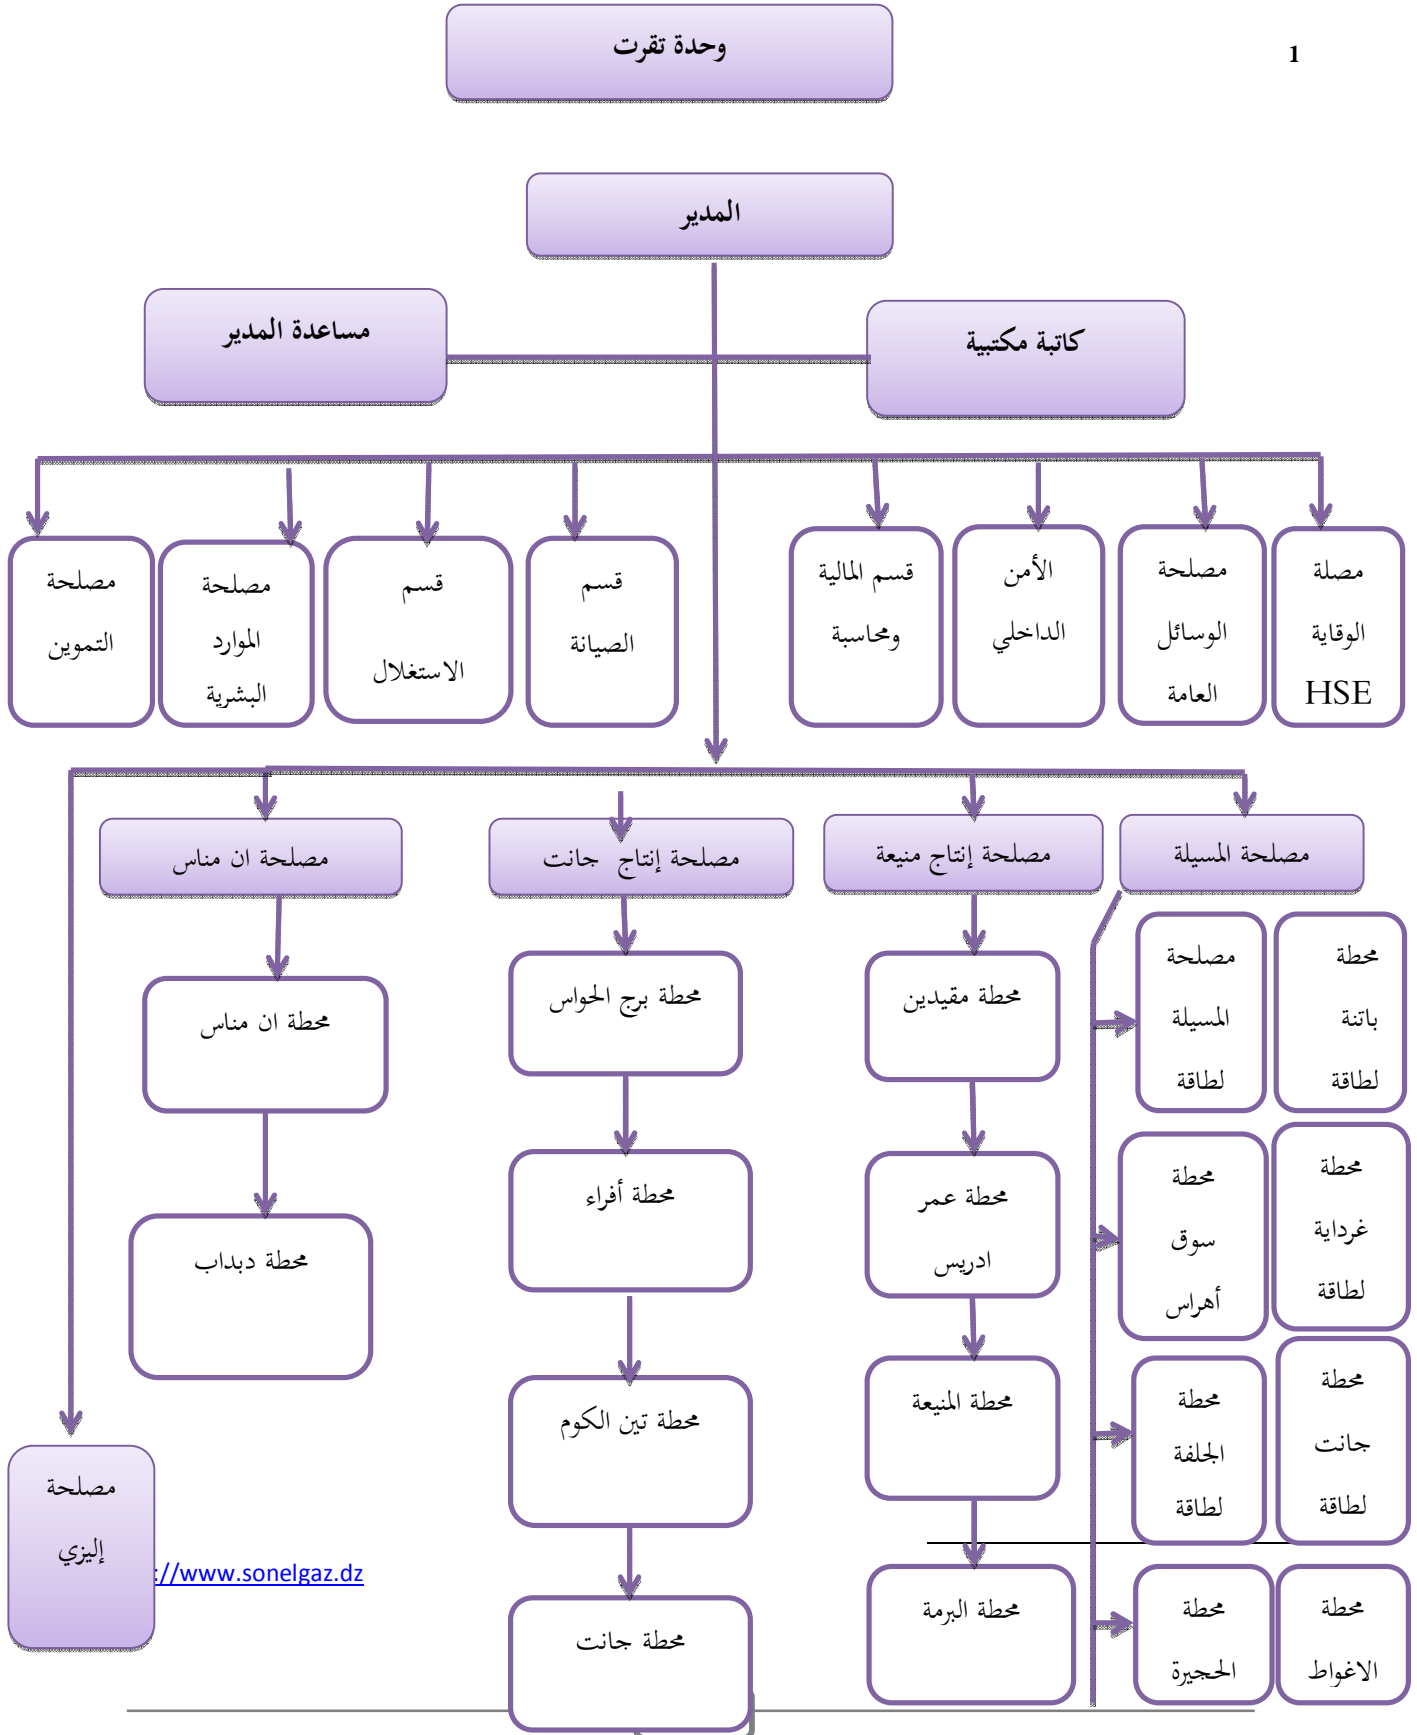 وحدة تقرت
1
المدير
كاتبة مكتبية
مساعدة المدير
مصلة
الوقاية
HSE
مصلحة
الوسائل
العامة
الأمن
الداخلي
قسم المالية
ومحاسبة
قسم
الصيانة
قسم
الاستغلال
مصلحة
الموارد
البشرية
مصلحة
التموين
مصلحة المسيلة
مصلحة إنتاج منيعة
مصلحة إنتاج جانت
مصلحة ان مناس
محطة
باتنة
لطاقة
مصلحة
المسيلة
لطاقة
محطة
غرداية
لطاقة
محطة
سوق
أهراس
محطة
جانت
لطاقة
محطة
الجلفة
لطاقة
محطة
الاغواط
محطة
الحجيرة
محطة مقيدين
محطة عمر
ادريس
محطة المنيعة
محطة البرمة
محطة برج الحواس
محطة أفراء
محطة تين الكوم
محطة جانت
محطة ان مناس
محطة دبداب
مصلحة
إليزي
://www.sonelgaz.dz